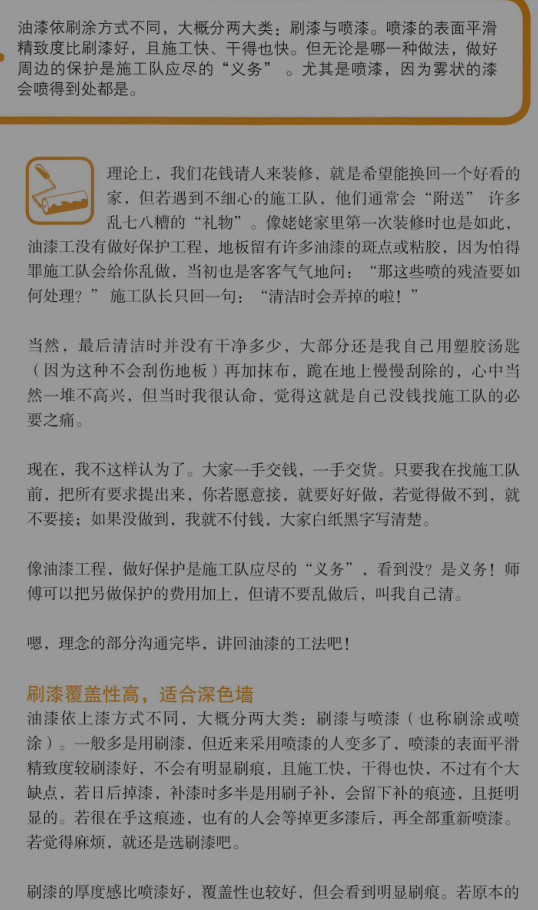 油漆依刷涂方式不同，大概分两大类：刷漆与喷漆。喷漆的表面平滑
精致度比刷漆好，且施工快、干得也快。但无论是哪一种做法，做好
周边的保护是施工队应尽的“义务” 。尤其是喷漆，因为雾状的漆
会喷得到处都是。
理论上，我们花钱请人来装修，就是希望能换回一个好看的
家，但若遇到不细心的施工队，他们通常会“附送” 许多
乱七八糟的“礼物”。像姥姥家里第一次装修时也是如此，
油漆工没有做好保护工程，地板留有许多油漆的斑点或粘胶，因为怕得
罪施工队会给你乱做，当初也是客客气气地问：“那这些喷的残渣要如
何处理？” 施工队长只回一句：“清洁时会弄掉的啦！”
当然，最后清洁时并没有干净多少，大部分还是我自己用塑胶汤匙
（因为这种不会刮伤地板）再加抹布，跪在地上慢慢刮除的，心中当
然一堆不高兴，但当时我很认命，觉得这就是自己没钱找施工队的必
要之痛。
现在，我不这样认为了。大家一手交钱，一手交货。只要我在找施工队
前，把所有要求提出来，你若愿意接，就要好好做，若觉得做不到，就
不要接；如果没做到，我就不付钱，大家白纸黑字写清楚。
像油漆工程，做好保护是施工队应尽的“义务”，看到没？是义务！师
傅可以把另做保护的费用加上，但请不要乱做后，叫我自己清。
嗯，理念的部分沟通完毕，讲回油漆的工法吧！
刷漆覆盖性高，适合深色墙
油漆依上漆方式不同，大概分两大类：刷漆与喷漆（也称刷涂或喷
涂）。一般多是用刷漆，但近来采用喷漆的人变多了，喷漆的表面平滑
精致度较刷漆好，不会有明显刷痕，且施工快，干得也快，不过有个大
缺点，若日后掉漆，补漆时多半是用刷子补，会留下补的痕迹，且挺明
显的。若很在乎这痕迹，也有的人会等掉更多漆后，再全部重新喷漆。
若觉得麻烦，就还是选刷漆吧。
刷漆的厚度感比喷漆好，覆盖性也较好，但会看到明显刷痕。若原本的